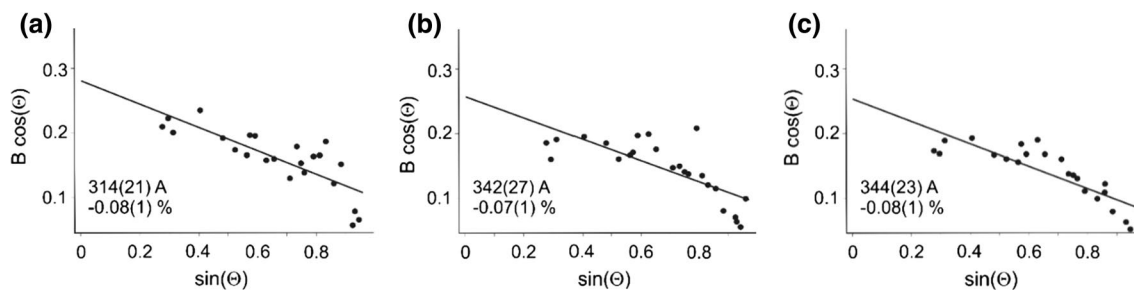 (a)
B cos(Θ)
0.3
0.2
0.1
314(21) A
-0.08(1) %
0 0.2 0.4 0.6 0.8
sin(Θ)
(b)
B cos(Θ)
0.3
0.2
0.1
342(27) A
-0.07(1) %
0 0.2 0.4 0.6 0.8
sin(Θ)
(c)
B cos(Θ)
0.3
0.2
0.1
344(23) A
-0.08(1) %
0 0.2 0.4 0.6 0.8
sin(Θ)